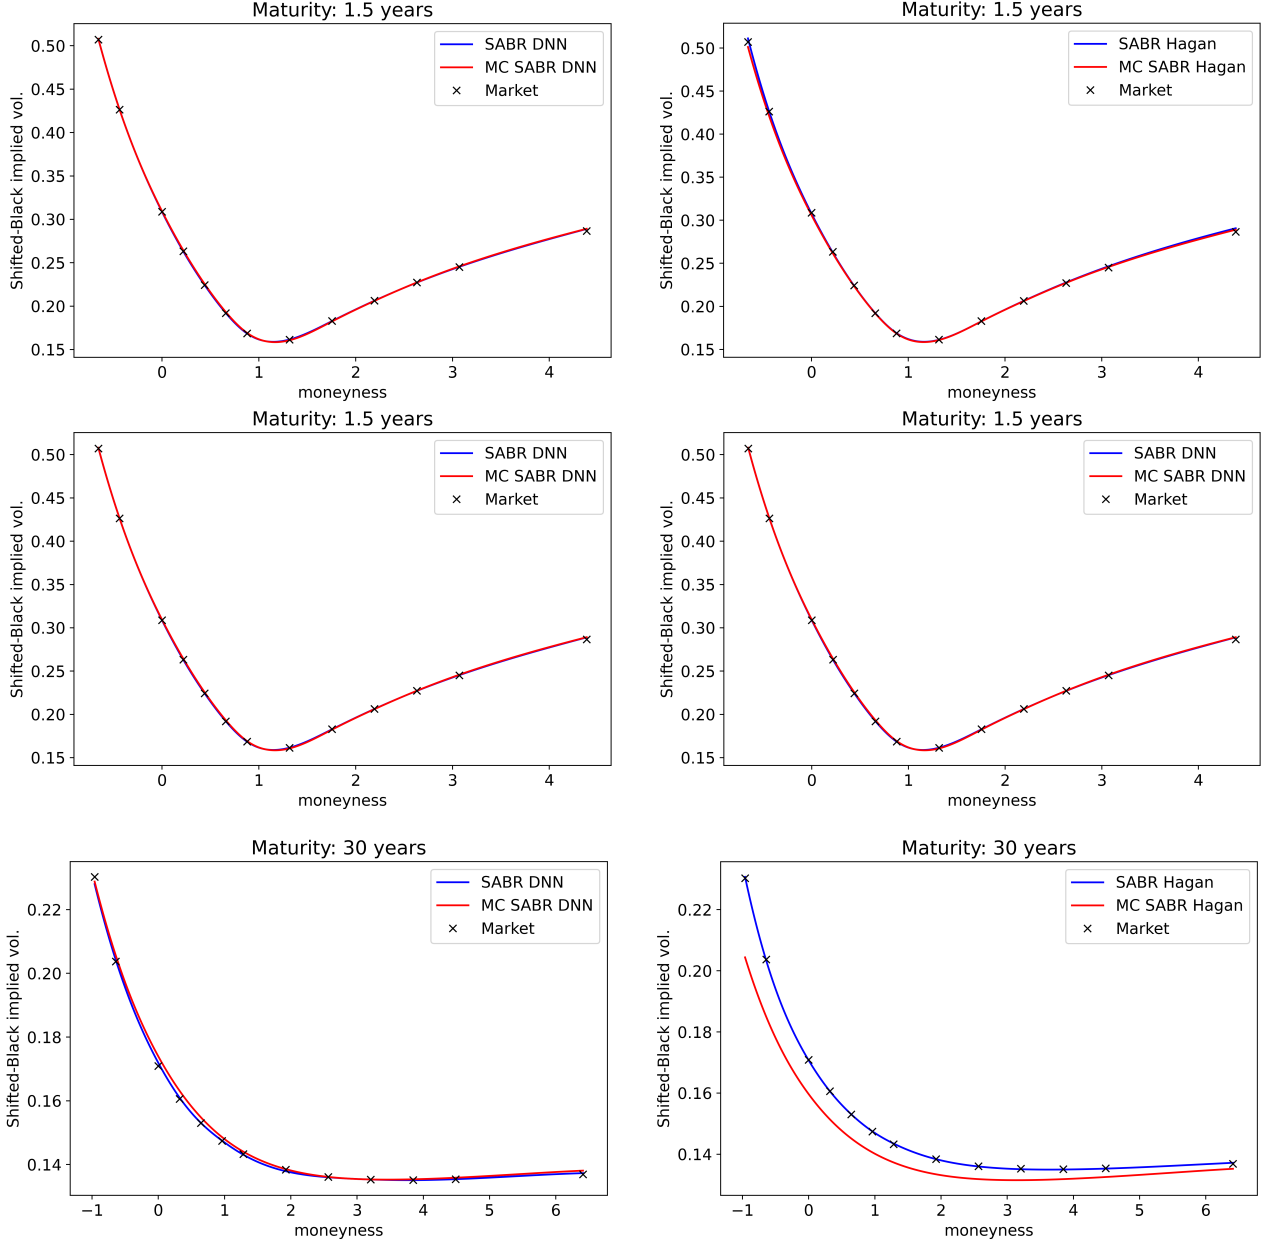 Maturity: 1.5 years
Shifted-Black implied vol.
0.50
0.45
0.40
0.35
0.30
0.25
0.20
0.15
SABR DNN
MC SABR DNN
Market
0 1 2 3 4
moneyness
Maturity: 1.5 years
Shifted-Black implied vol.
0.50
0.45
0.40
0.35
0.30
0.25
0.20
0.15
SABR Hagan
MC SABR Hagan
Market
0 1 2 3 4
moneyness
Maturity: 1.5 years
Shifted-Black implied vol.
0.50
0.45
0.40
0.35
0.30
0.25
0.20
0.15
SABR DNN
MC SABR DNN
Market
0 1 2 3 4
moneyness
Maturity: 1.5 years
Shifted-Black implied vol.
0.50
0.45
0.40
0.35
0.30
0.25
0.20
0.15
SABR DNN
MC SABR DNN
Market
0 1 2 3 4
moneyness
Maturity: 30 years
Shifted-Black implied vol.
0.22
0.20
0.18
0.16
0.14
SABR DNN
MC SABR DNN
Market
−1 0 1 2 3 4 5 6
moneyness
Maturity: 30 years
Shifted-Black implied vol.
0.22
0.20
0.18
0.16
0.14
SABR Hagan
MC SABR Hagan
Market
−1 0 1 2 3 4 5 6
moneyness